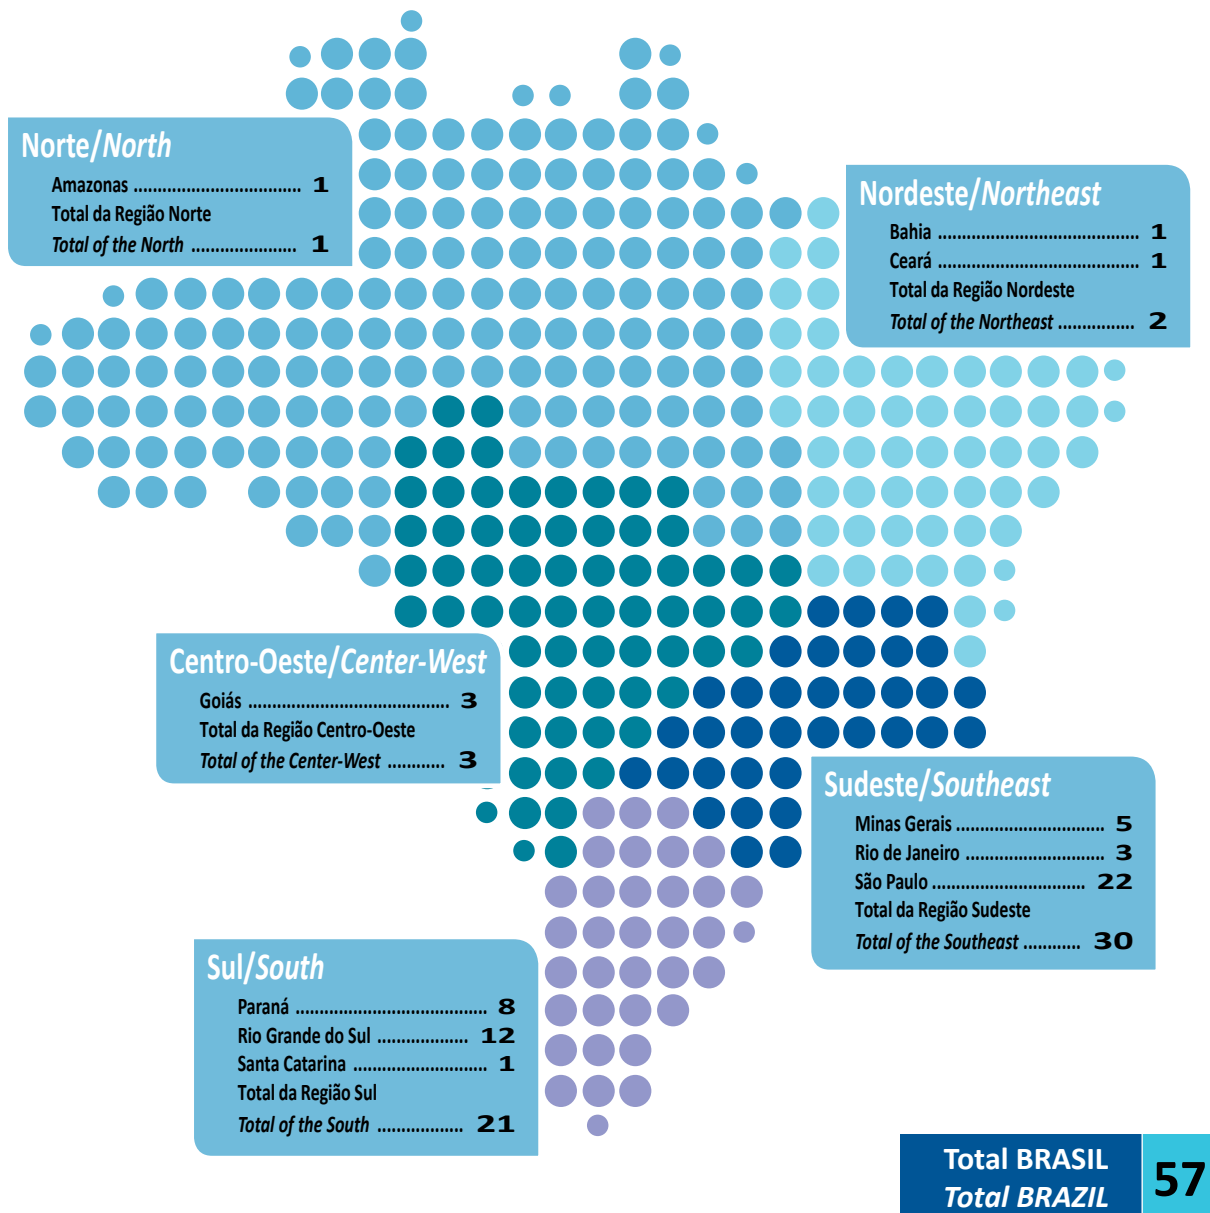 Norte/North
Amazonas ................................... 1
Total da Região Norte
Total of the North ...................... 1
Nordeste/Northeast
Bahia .......................................... 1
Ceará .......................................... 1
Total da Região Nordeste
Total of the Northeast ................ 2
Centro-Oeste/Center-West
Goiás .......................................... 3
Total da Região Centro-Oeste
Total of the Center-West ............ 3
Sudeste/Southeast
Minas Gerais ............................... 5
Rio de Janeiro ............................. 3
São Paulo ................................ 22
Total da Região Sudeste
Total of the Southeast ............ 30
Sul/South
Paraná ........................................ 8
Rio Grande do Sul ................... 12
Santa Catarina ............................ 1
Total da Região Sul
Total of the South .................. 21
Total BRASIL
Total BRAZIL
57